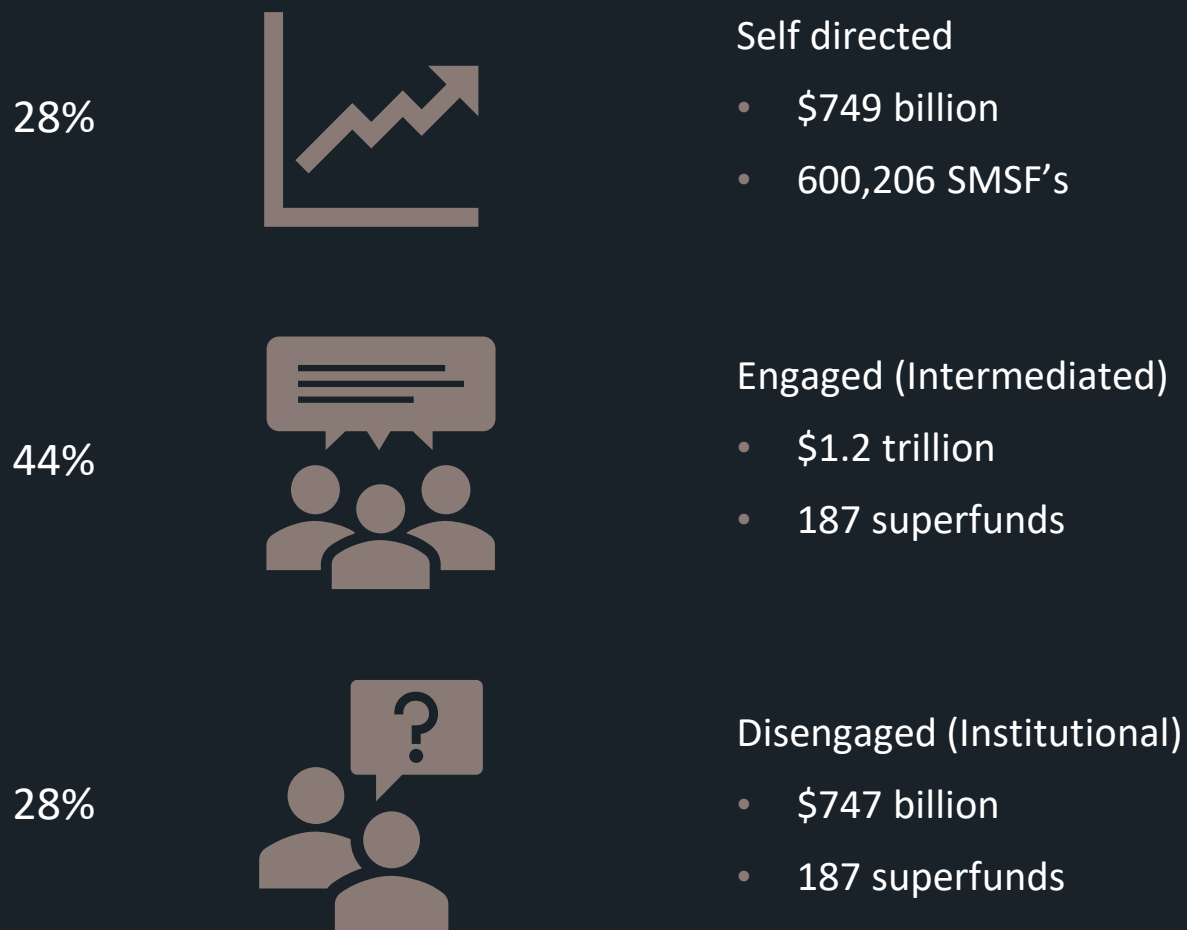 28%
Self directed
• $749 billion
• 600,206 SMSF’s
44%
Engaged (Intermediated)
• $1.2 trillion
• 187 superfunds
?
28%
Disengaged (Institutional)
• $747 billion
• 187 superfunds